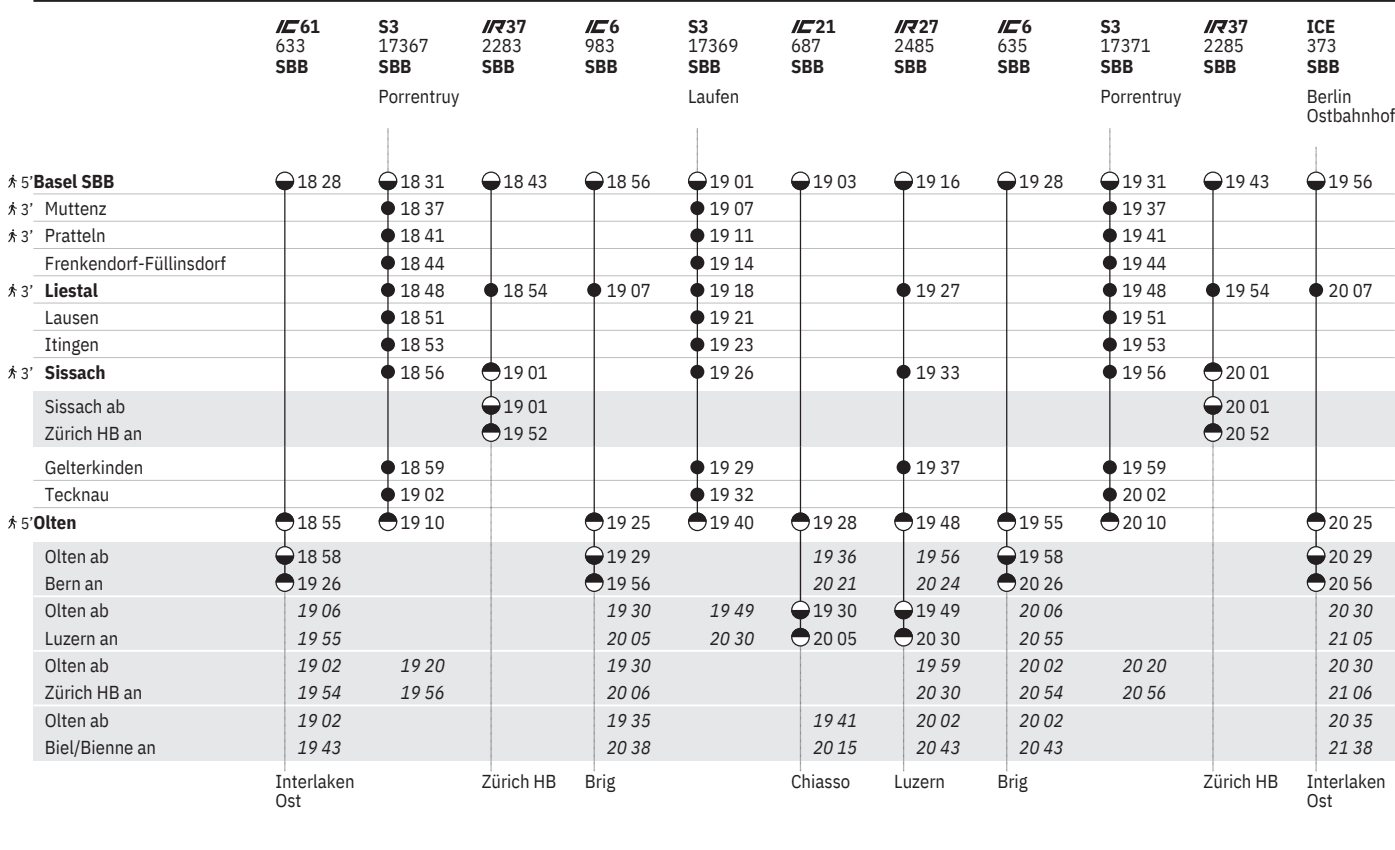 IC61 S3 IR37 IC6 S3 IC21 IR27 IC6 S3 IR37 ICE
633 17367 2283 983 17369 687 2485 635 17371 2285 373
SBB SBB SBB SBB SBB SBB SBB SBB SBB SBB SBB
Porrentruy Laufen Porrentruy Berlin
Ostbahnhof
5’ Basel SBB 18 28 18 31 18 43 18 56 19 01 19 03 19 16 19 28 19 31 19 43 19 56
3’ Muttenz 18 37 19 07 19 37
3’ Pratteln 18 41 19 11 19 41
Frenkendorf-Füllinsdorf 18 44 19 14 19 44
3’ Liestal 18 48 18 54 19 07 19 18 19 27 19 48 19 54 20 07
Lausen 18 51 19 21 19 51
Itingen 18 53 19 23 19 53
3’ Sissach 18 56 19 01 19 26 19 33 19 56 20 01
Sissach ab 19 01 20 01
Zürich HB an 19 52 20 52
Gelterkinden 18 59 19 29 19 37 19 59
Tecknau 19 02 19 32 20 02
5’ Olten 18 55 19 10 19 25 19 40 19 28 19 48 19 55 20 10 20 25
Olten ab 18 58 19 29 19 36 19 56 19 58 20 29
Bern an 19 26 19 56 20 21 20 24 20 26 20 56
Olten ab 19 06 19 30 19 49 19 30 19 49 20 06 20 30
Luzern an 19 55 20 05 20 30 20 05 20 30 20 55 21 05
Olten ab 19 02 19 20 19 30 19 59 20 02 20 20 20 30
Zürich HB an 19 54 19 56 20 06 20 30 20 54 20 56 21 06
Olten ab 19 02 19 35 19 41 20 02 20 02 20 35
Biel/Bienne an 19 43 20 38 20 15 20 43 20 43 21 38
Interlaken Zürich HB Brig Chiasso Luzern Brig Zürich HB Interlaken
Ost Ost